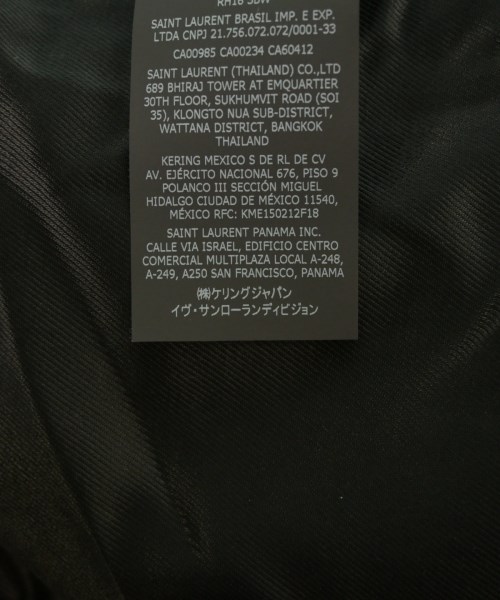 RH16 3DW
SAINT LAURENT BRASIL IMP. E EXP.
LTDA CNPJ 21.756.072.072/0001-33
CA00985 CA00234 CA60412
SAINT LAURENT (THAILAND) CO.,LTD
689 BHIRAJ TOWER AT EMQUARTIER
30TH FLOOR, SUKHUMVIT ROAD (SOI
35), KLONGTO NUA SUB-DISTRICT,
WATTANA DISTRICT, BANGKOK
THAILAND
KERING MEXICO S DE RL DE CV
AV. EJÉRCITO NACIONAL 676, PISO 9
POLANCO III SECCIÓN MIGUEL
HIDALGO CIUDAD DE MÉXICO 11540,
MÉXICO RFC: KME150212F18
SAINT LAURENT PANAMA INC.
CALLE VIA ISRAEL, EDIFICIO CENTRO
COMERCIAL MULTIPLAZA LOCAL A-248,
A-249, A250 SAN FRANCISCO, PANAMA
㈱ケリングジャパン
イヴ・サンローランディビジョン